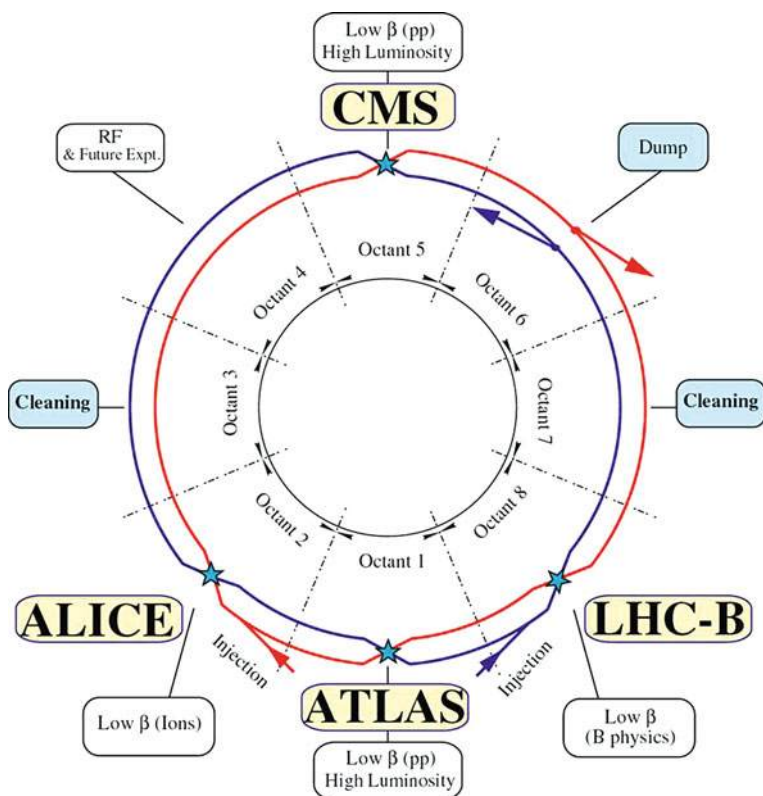 Low β (pp)
High Luminosity
CMS
RF
& Future Expt.
Dump
Octant 5
Octant 4
Octant 6
Cleaning
Octant 3
Octant 7
Cleaning
Octant 2
Octant 8
Octant 1
ALICE
LHC-B
Injection
Injection
ATLAS
Low β (Ions)
Low β
(B physics)
Low β (pp)
High Luminosity